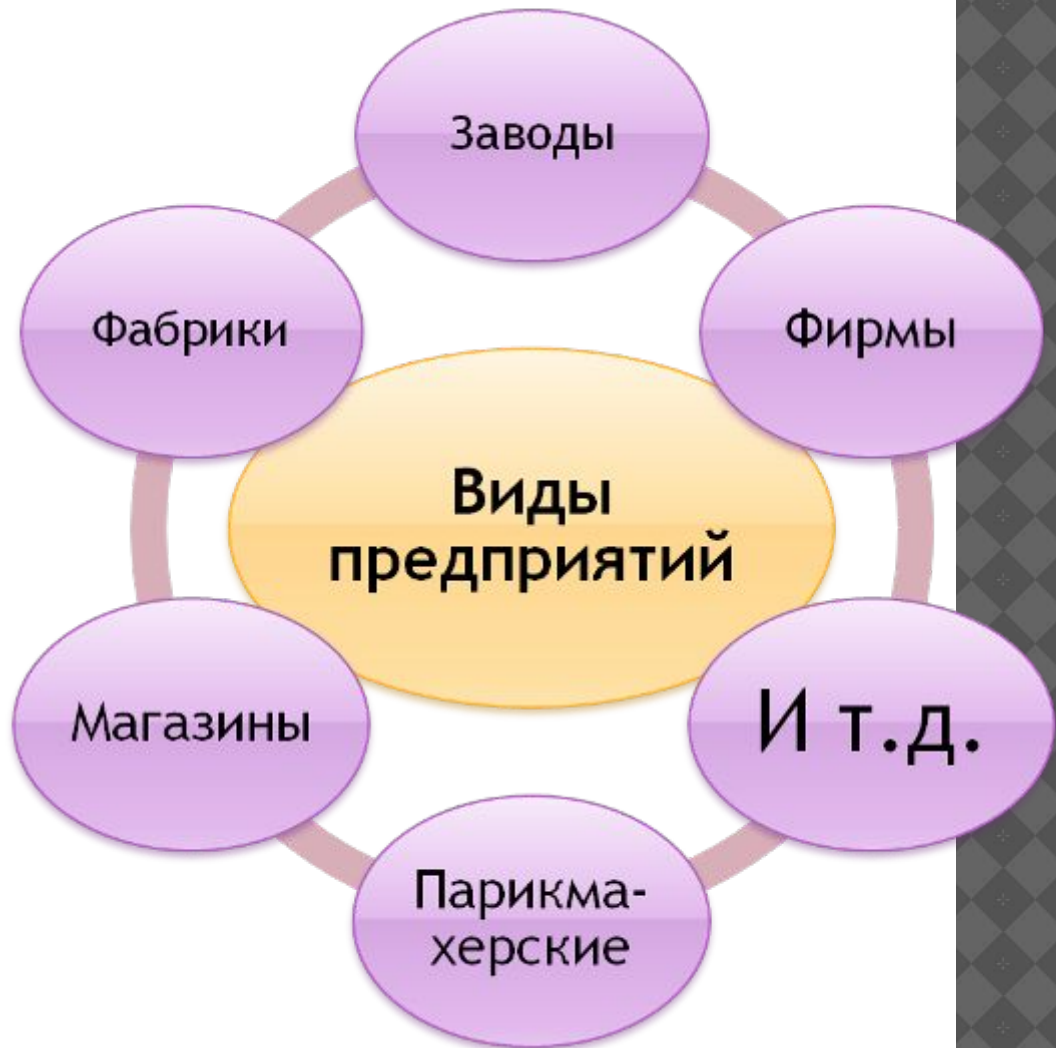 Заводы
Фирмы
Фабрики
Виды
предприятий
Магазины
И т.д.
Парикма-
херские